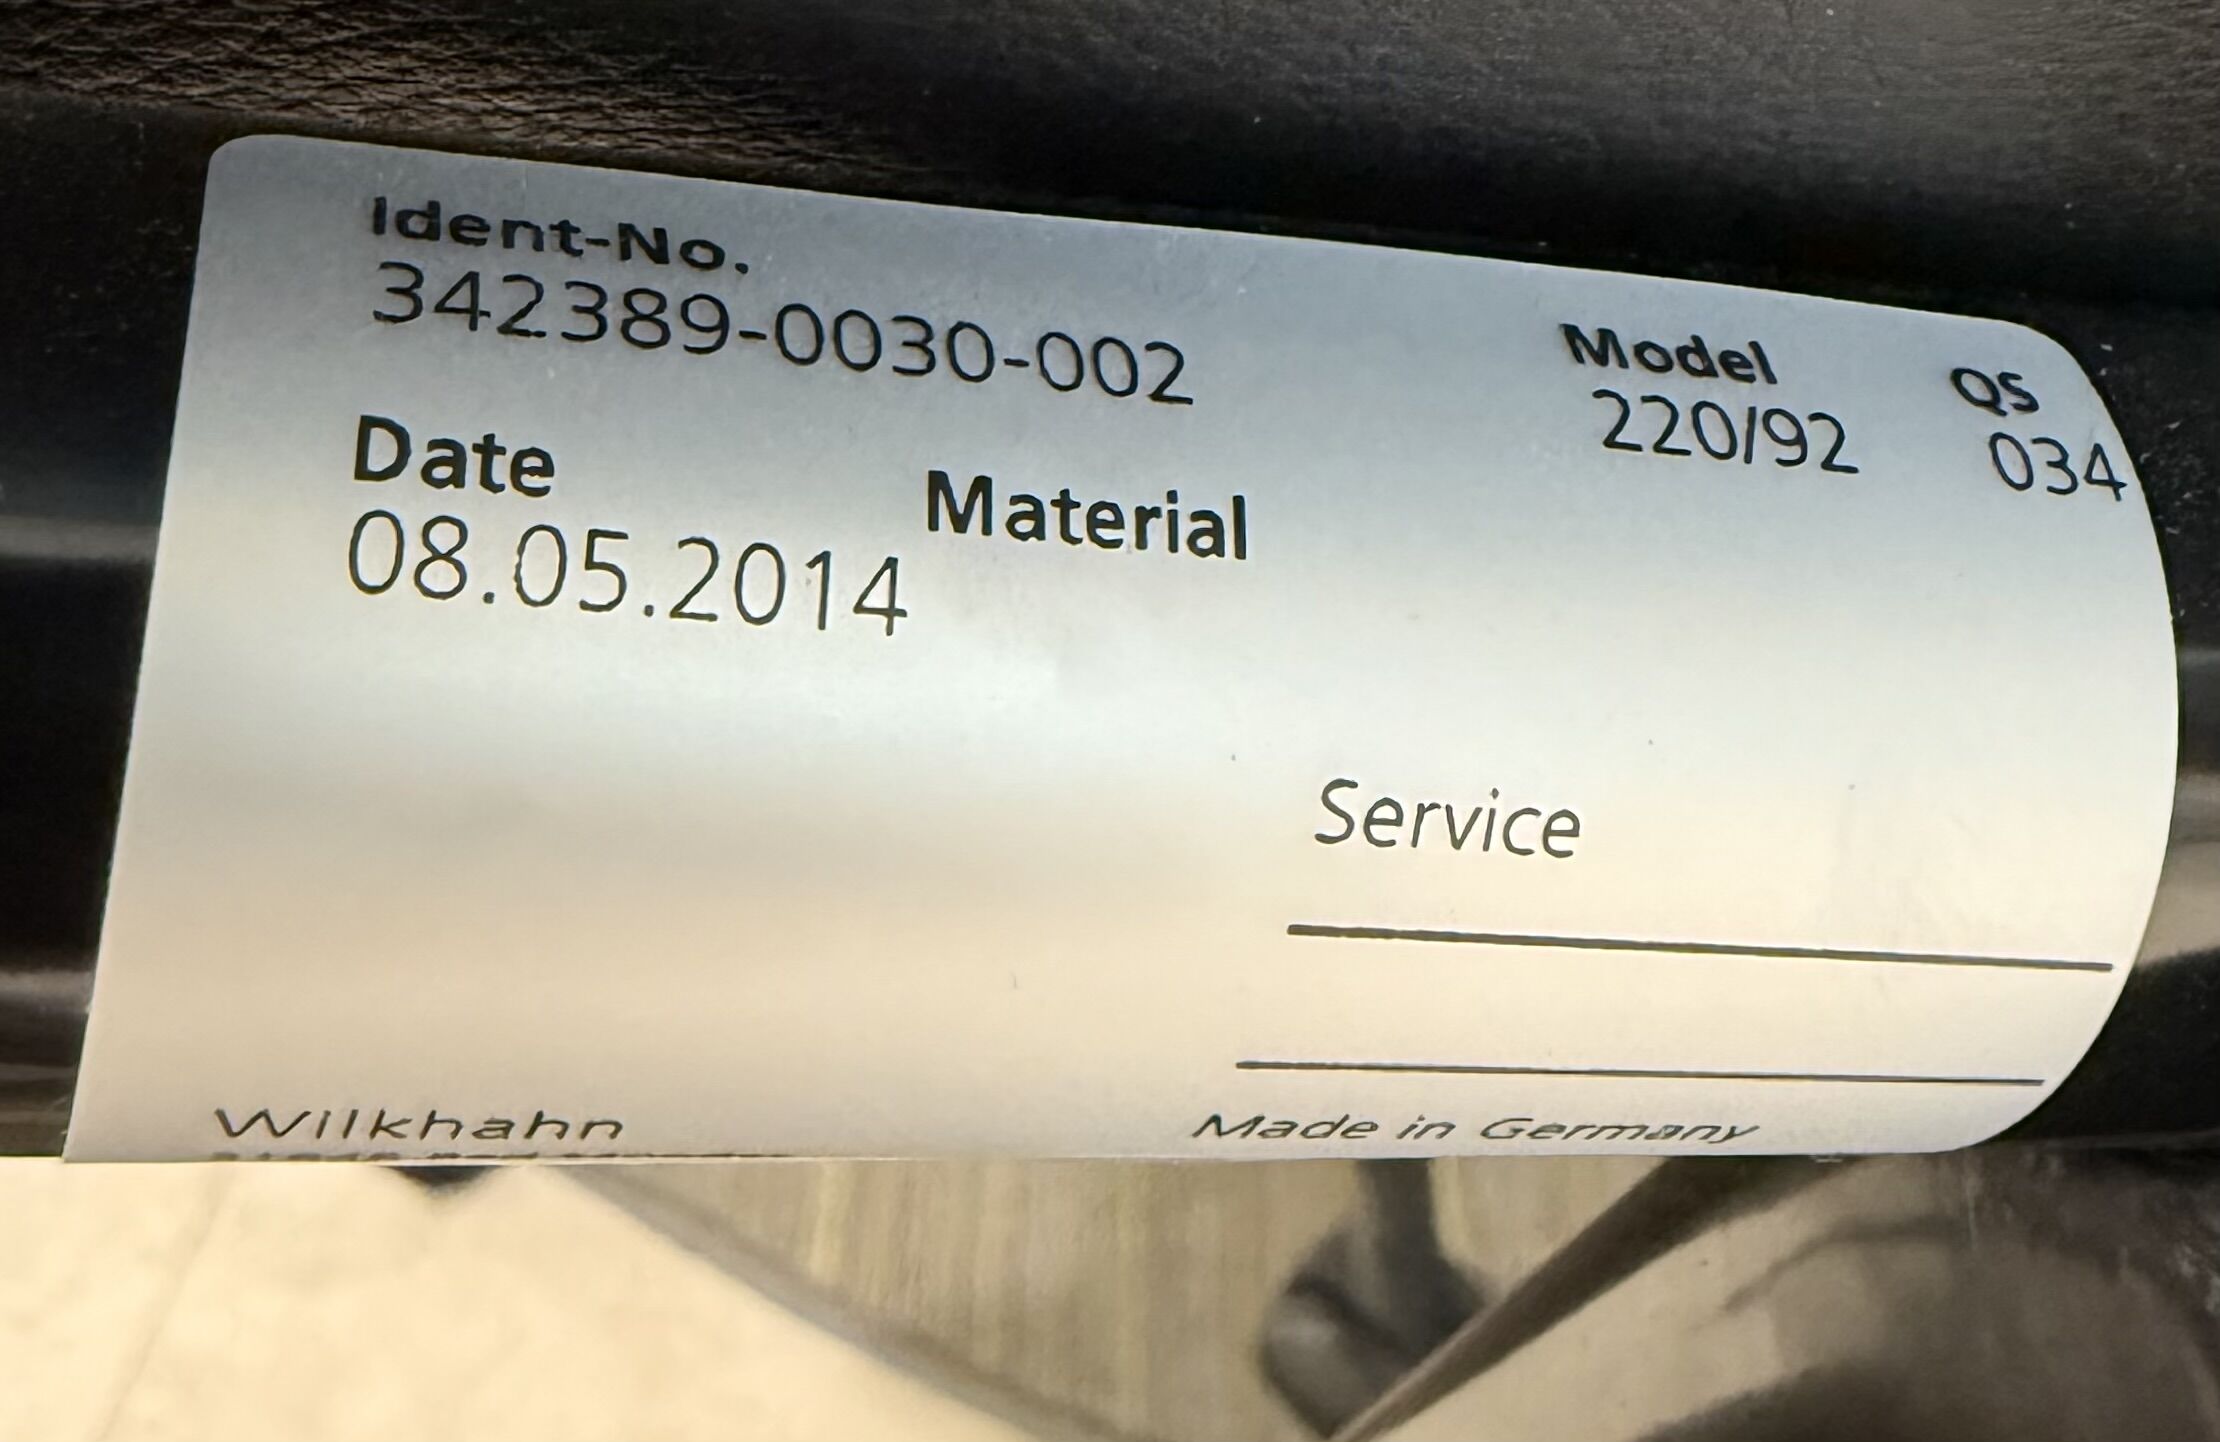 Ident-No.
342389-0030-002
Model
220/92
QS
034
Date
08.05.2014
Material
Service
Wilkhahn
Made in Germany